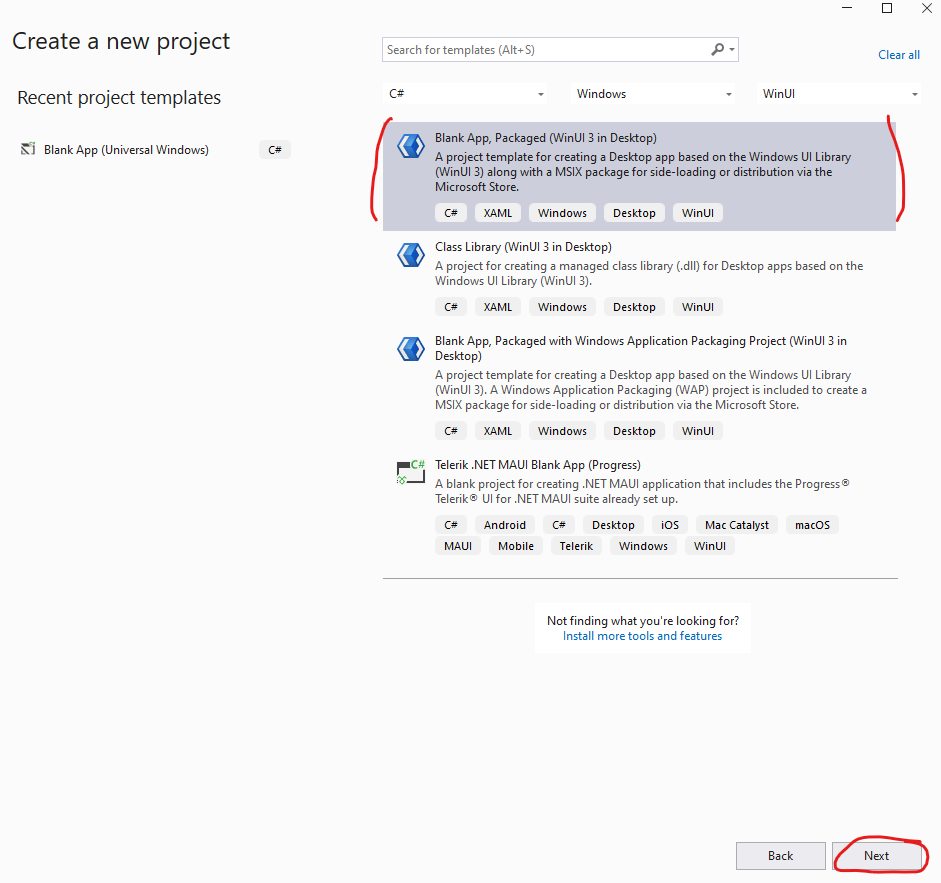 Create a new project
Search for templates (Alt+S)
Clear all
Recent project templates
C#
Windows
WinUI
Blank App (Universal Windows)
C#
Blank App, Packaged (WinUI 3 in Desktop)
A project template for creating a Desktop app based on the Windows UI Library
(WinUI 3) along with a MSIX package for side-loading or distribution via the
Microsoft Store.
C# XAML Windows Desktop WinUI
Class Library (WinUI 3 in Desktop)
A project for creating a managed class library (.dll) for Desktop apps based on the
Windows UI Library (WinUI 3).
C# XAML Windows Desktop WinUI
Blank App, Packaged with Windows Application Packaging Project (WinUI 3 in
Desktop)
A project template for creating a Desktop app based on the Windows UI Library
(WinUI 3). A Windows Application Packaging (WAP) project is included to create a
MSIX package for side-loading or distribution via the Microsoft Store.
C# XAML Windows Desktop WinUI
C#
Telerik .NET MAUI Blank App (Progress)
A blank project for creating .NET MAUI application that includes the Progress®
Telerik® UI for .NET MAUI suite already set up.
C# Android C# Desktop iOS Mac Catalyst macOS
MAUI Mobile Telerik Windows WinUI
Not finding what you're looking for?
Install more tools and features
Back
Next